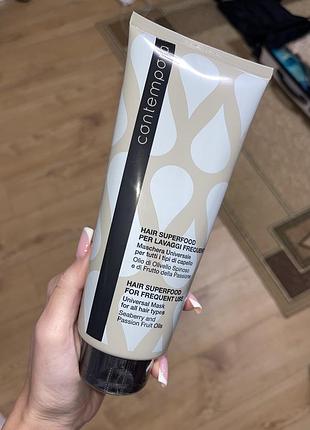 contempora
HAIR SUPERFOOD
PER LAVAGGI FREQUENTI
Maschera Universale
per tutti i tipi di capello
Olio di Olivello Spinoso
e di Frutto della Passione
HAIR SUPERFOOD
FOR FREQUENT USE
Universal Mask
for all hair types
Seaberry and
Passion Fruit Oils